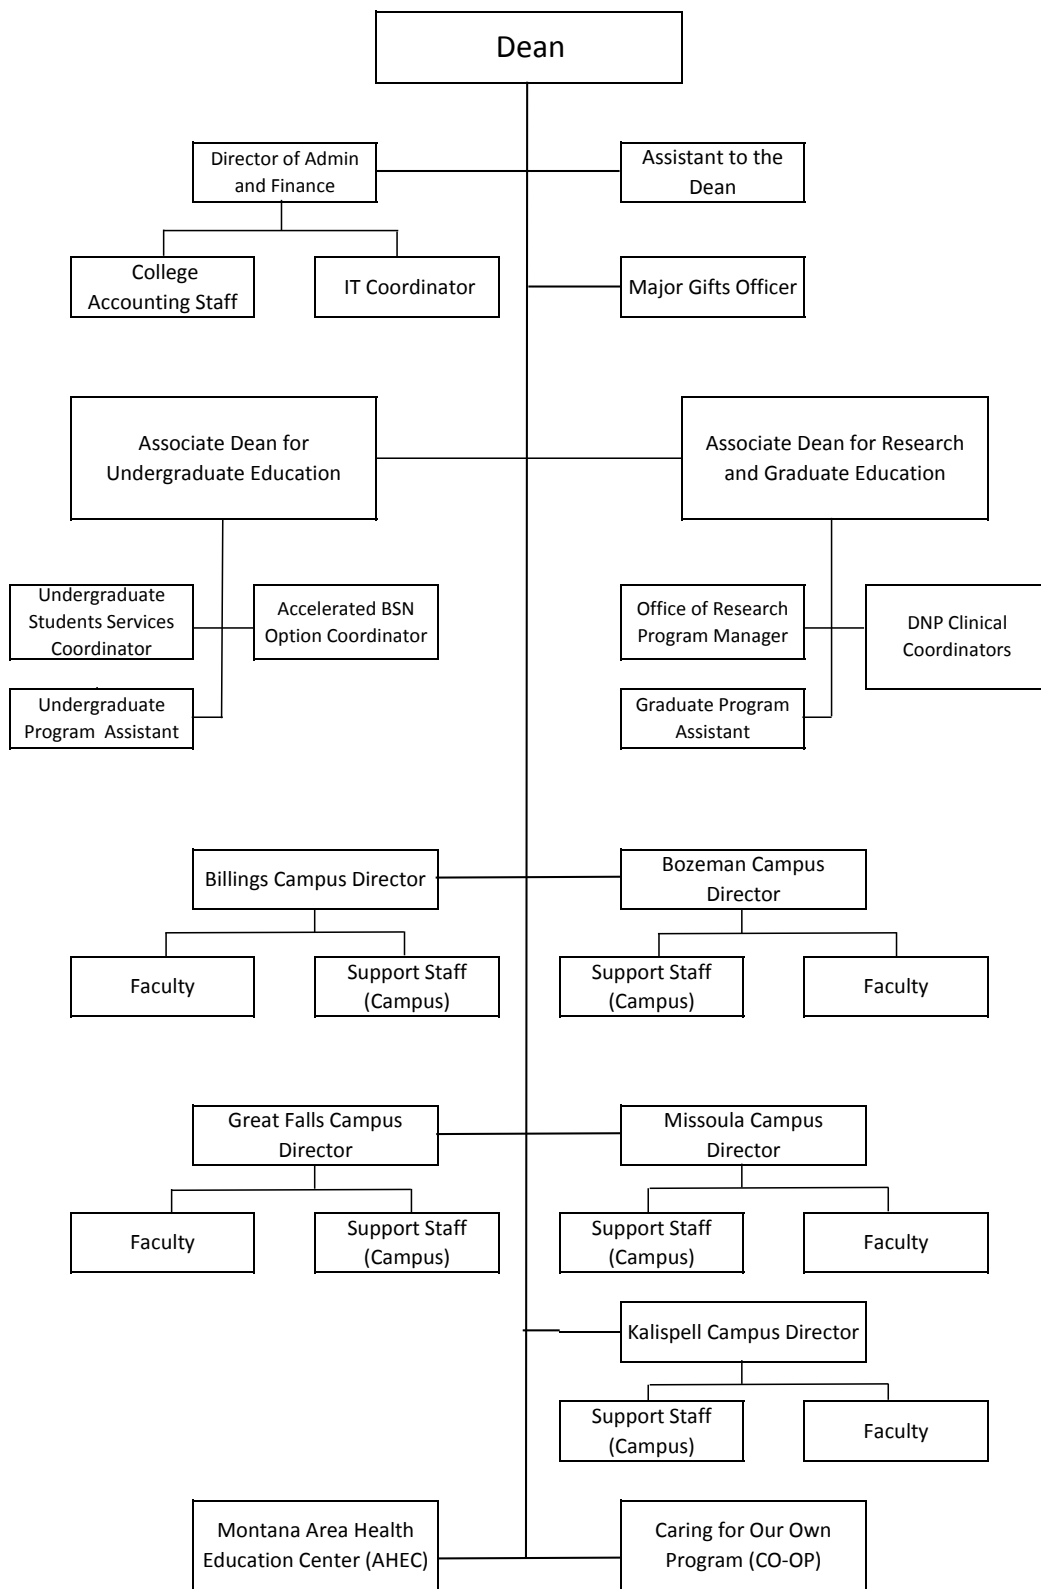 Dean
Director of Admin
and Finance
Assistant to the
Dean
College
Accounting Staff
IT Coordinator
Major Gifts Officer
Associate Dean for
Undergraduate Education
Associate Dean for Research
and Graduate Education
Undergraduate
Students Services
Coordinator
Accelerated BSN
Option Coordinator
Office of Research
Program Manager
DNP Clinical
Coordinators
Undergraduate
Program Assistant
Graduate Program
Assistant
Billings Campus Director
Bozeman Campus
Director
Faculty
Support Staff
(Campus)
Support Staff
(Campus)
Faculty
Great Falls Campus
Director
Missoula Campus
Director
Faculty
Support Staff
(Campus)
Support Staff
(Campus)
Faculty
Kalispell Campus Director
Support Staff
(Campus)
Faculty
Montana Area Health
Education Center (AHEC)
Caring for Our Own
Program (CO-OP)